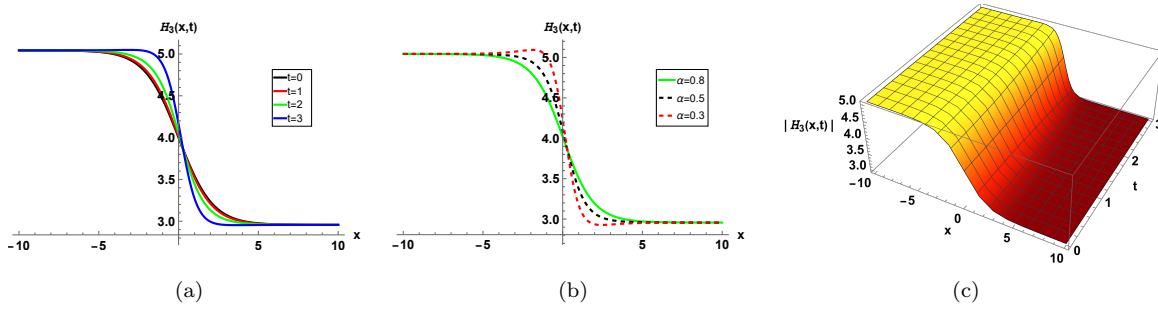 H₃(x,t)
5.0
4.5
4.0
3.5
3.0
-10 -5 0 5 10 x
t=0
t=1
t=2
t=3
(a)
H₃(x,t)
5.0
4.5
4.0
3.5
3.0
-10 -5 0 5 10 x
α=0.8
α=0.5
α=0.3
(b)
|H₃(x,t)|
5.0
4.5
4.0
3.5
3.0
-10
-5
0
5
10
x
0
1
2
3
t
(c)